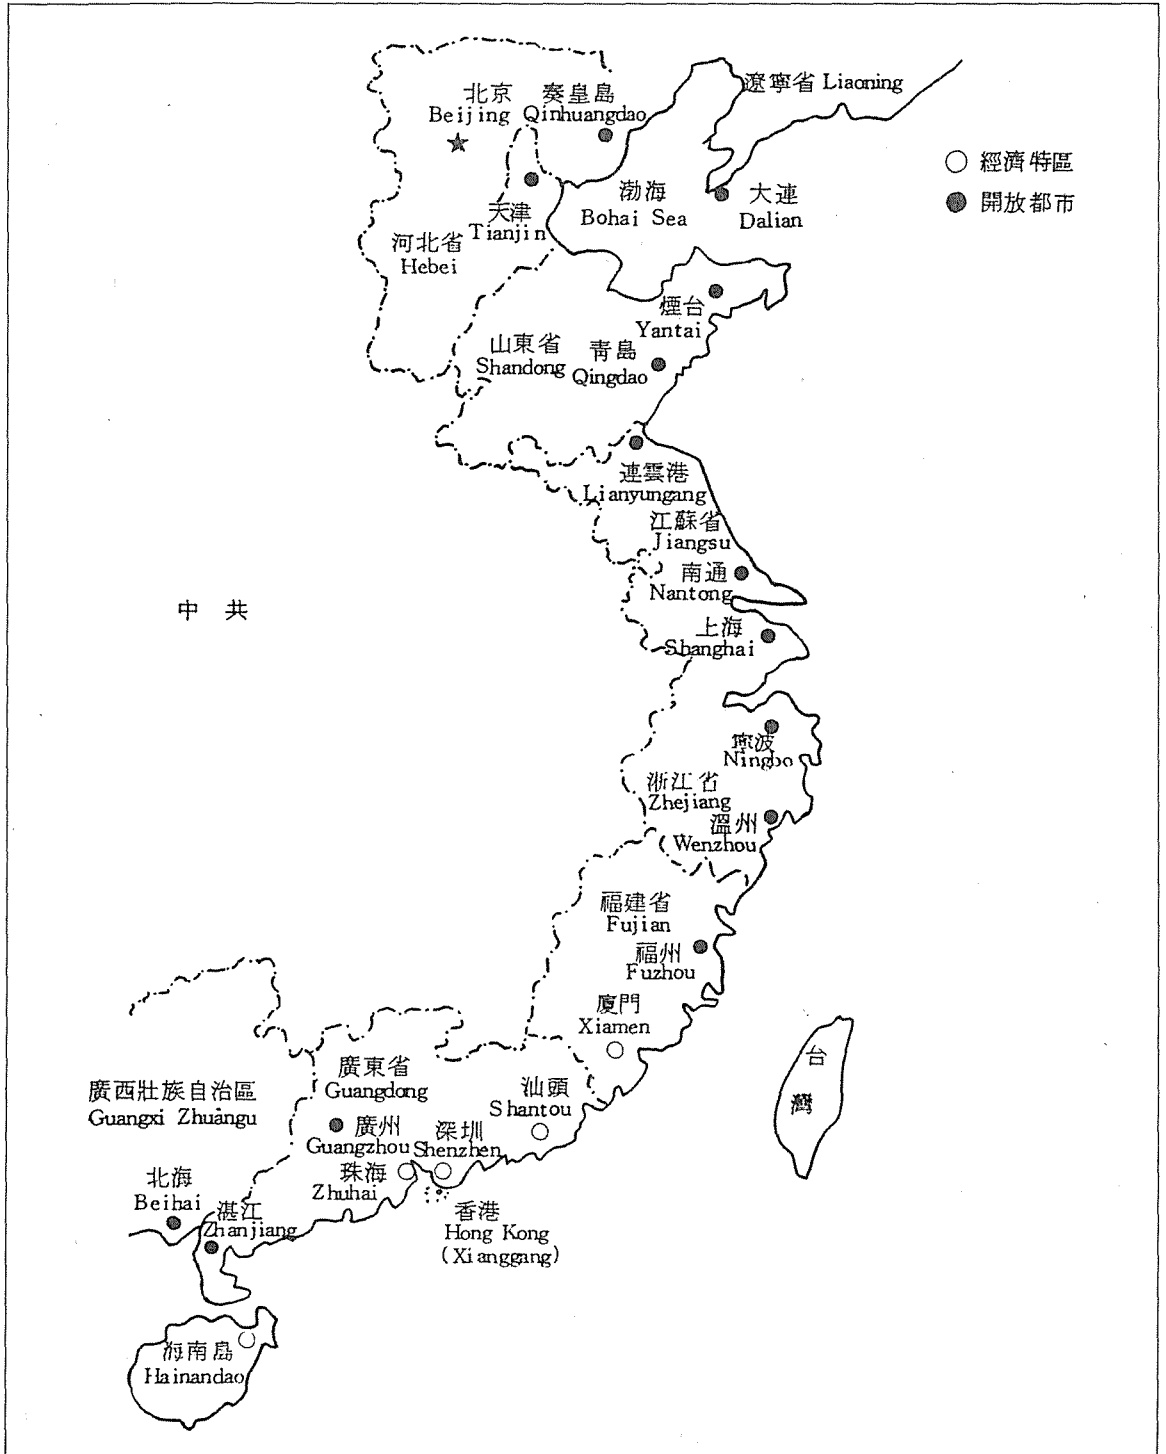 北京
Beijing
奏皇島
Qinhuangdao
遼寧省 Liaoning
○ 經濟特區
● 開放都市
渤海
Bohai Sea
大連
Dalian
天津
Tianjin
河北省
Hebei
煙台
Yantai
山東省
Shandong
靑島
Qingdao
連雲港
Lianyungang
江蘇省
Jiangsu
南通
Nantong
中共
上海
Shanghai
寧波
Ningbo
浙江省
Zhejiang
溫州
Wenzhou
福建省
Fujian
福州
Fuzhou
廈門
Xiamen
台灣
廣東省
Guangdong
汕頭
Shantou
廣西壯族自治區
Guangxi Zhuàngu
廣州
Guangzhou
深圳
Shenzhen
珠海
Zhuhai
北海
Beihai
湛江
Zhanjiang
香港
Hong Kong
(Xianggang)
海南島
Hainandao